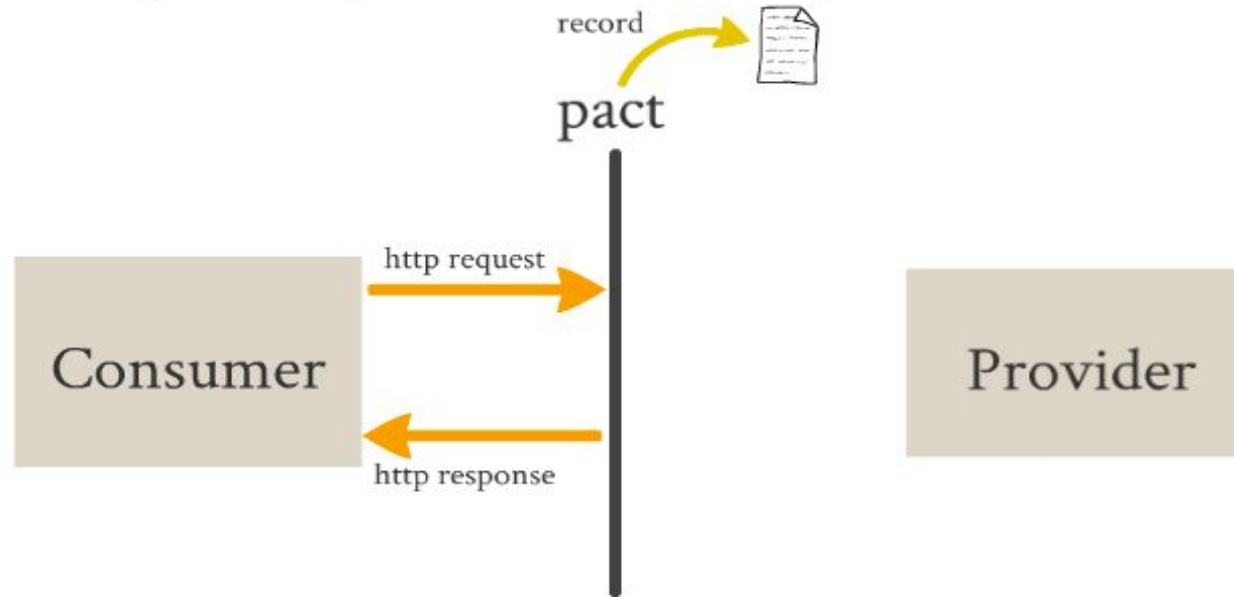 record
pact
http request
Consumer
Provider
http response